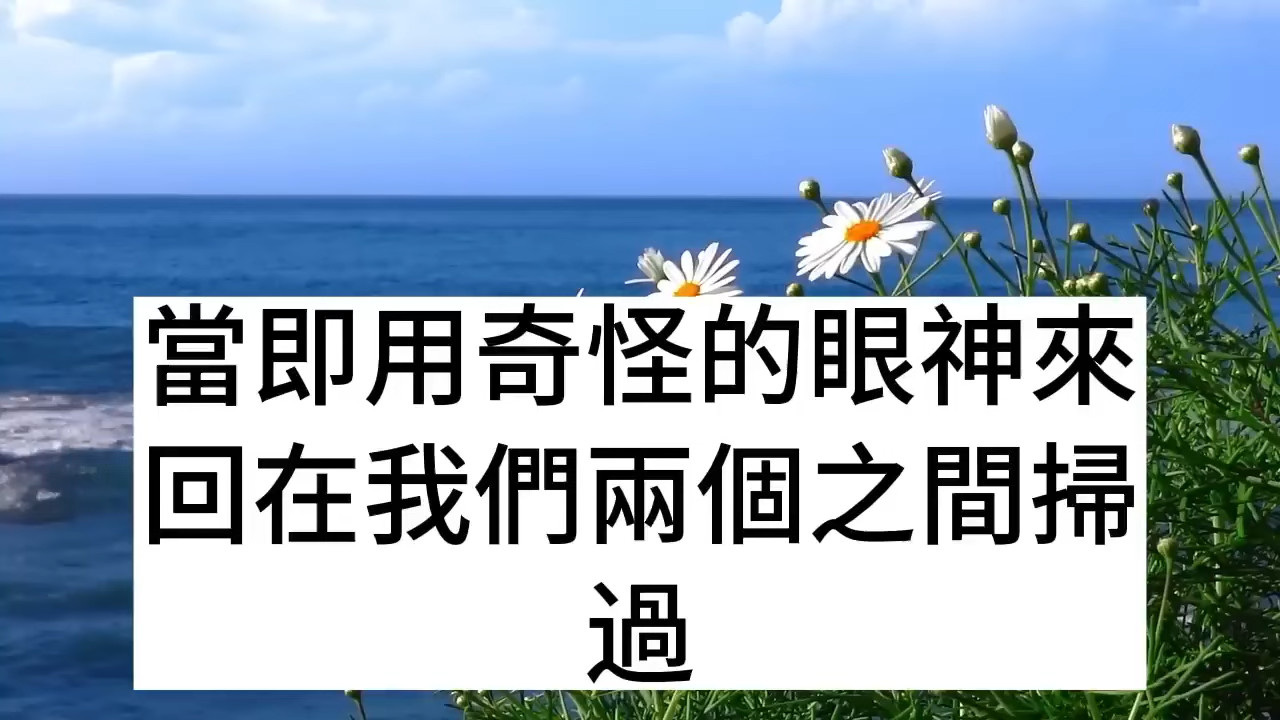 當即用奇怪的眼神來
回在我們兩個之間掃
過